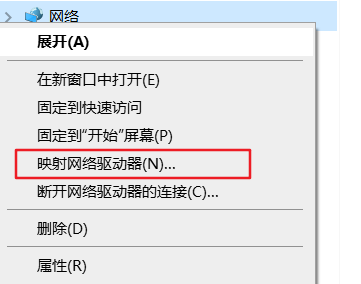 网络
展开(A)
在新窗口中打开(E)
固定到快速访问
固定到“开始”屏幕(P)
映射网络驱动器(N)...
断开网络驱动器的连接(C)...
删除(D)
属性(R)